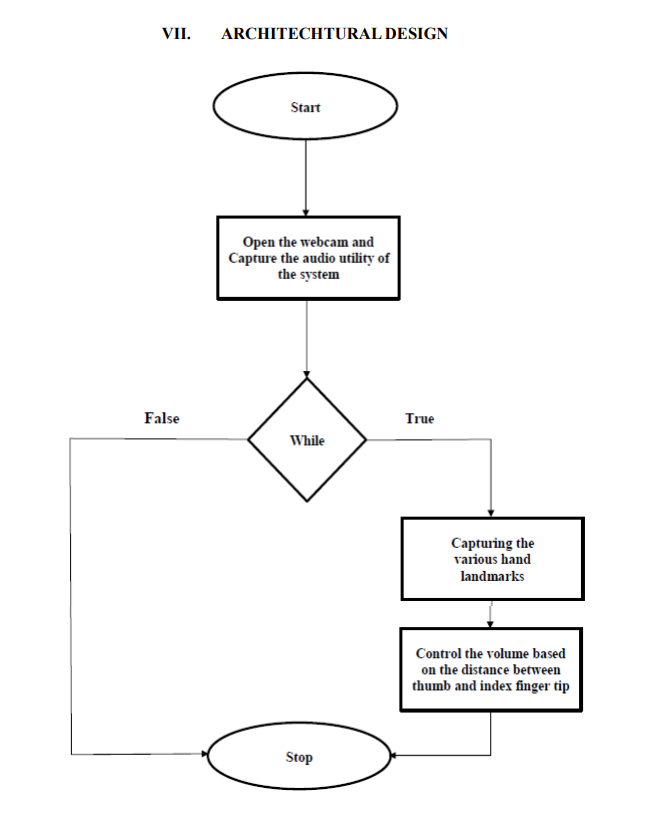 VII. ARCHITECHTURAL DESIGN
Start
Open the webcam and
Capture the audio utility of
the system
False
True
While
Capturing the
various hand
landmarks
Control the volume based
on the distance between
thumb and index finger tip
Stop